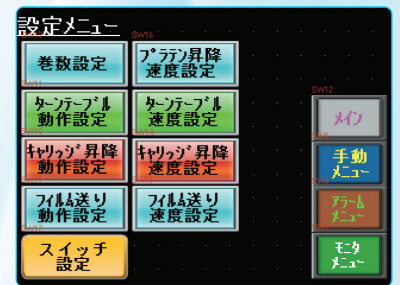 設定メニュー
SW16
巻数設定
プラテン昇降
速度設定
SW12
ターンテーブル
動作設定
ターンテーブル
速度設定
メイン
キャリッジ昇降
動作設定
キャリッジ昇降
速度設定
手動
メニュー
フィルム送り
動作設定
フィルム送り
速度設定
アラーム
メニュー
スイッチ
設定
モニタ
メニュー